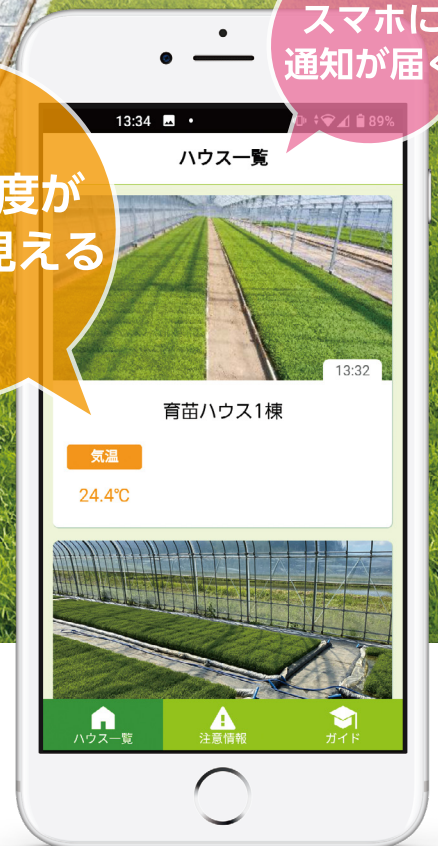 スマホに
通知が届く
度が
見える
13:34
89%
ハウス一覧
13:32
育苗ハウス1棟
気温
24.4℃
ハウス一覧
注意情報
ガイド